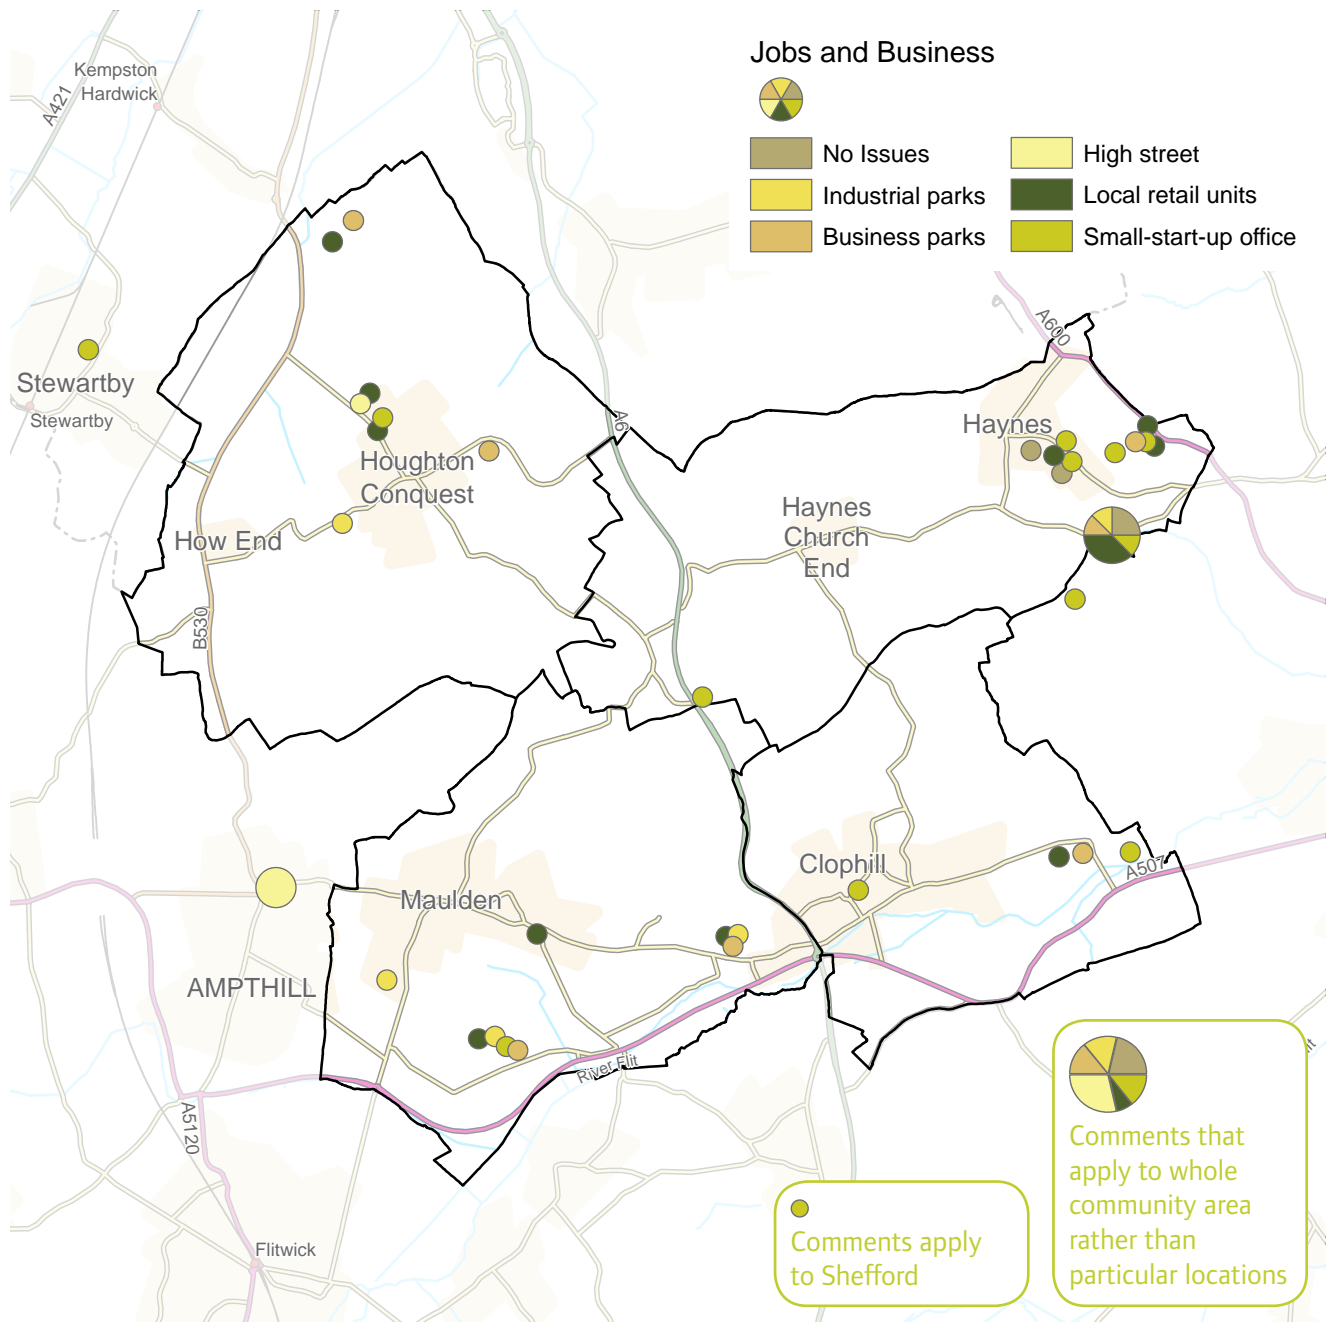 Jobs and Business
No Issues
Industrial parks
Business parks
High street
Local retail units
Small-start-up office
Kempston
Hardwick
A421
Stewartby
Stewartby
Houghton
Conquest
How End
B530
A6
A600
Haynes
Haynes
Church
End
Clophill
A507
Maulden
AMPTHILL
River Flit
A5120
Flitwick
Comments apply
to Shefford
Comments that
apply to whole
community area
rather than
particular locations